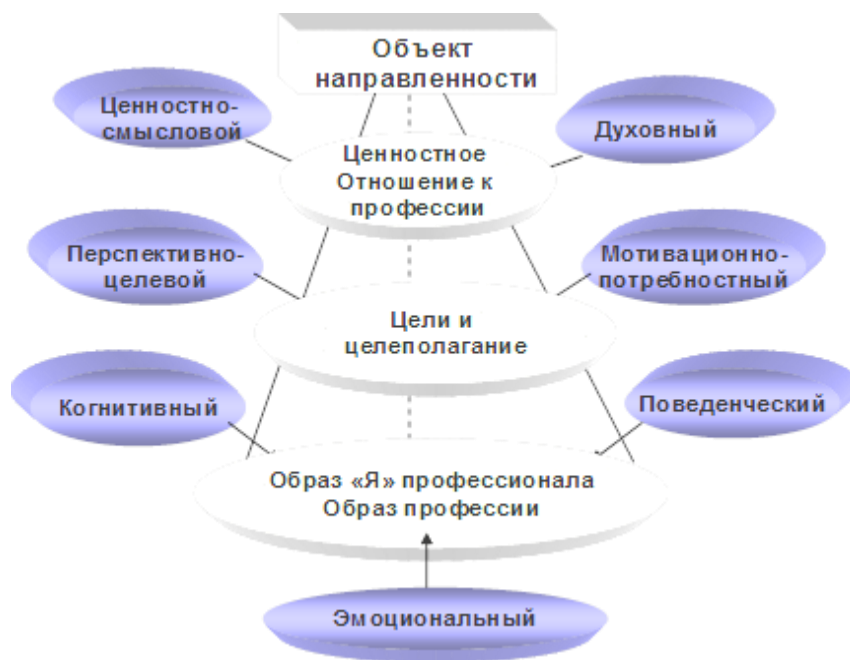 Объект
направленности
Ценностно-
смысловой
Духовный
Ценностное
Отношение к
профессии
Перспективно-
целевой
Мотивационно-
потребностный
Цели и
целеполагание
Когнитивный
Поведенческий
Образ «Я» профессионала
Образ профессии
Эмоциональный